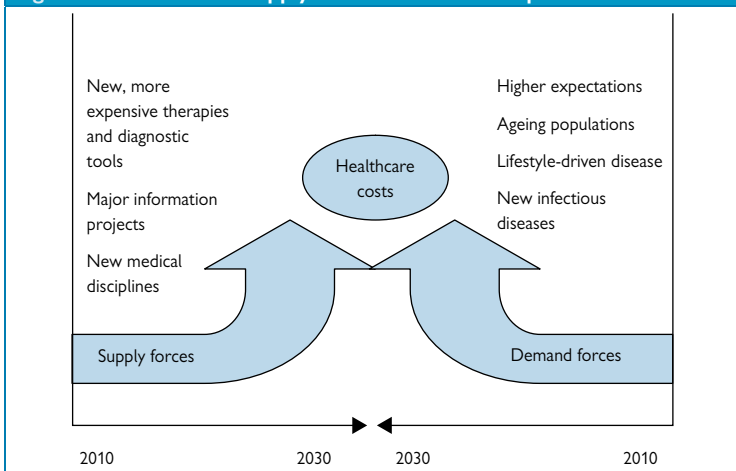 New, more
expensive therapies
and diagnostic
tools
Major information
projects
New medical
disciplines
Healthcare
costs
Higher expectations
Ageing populations
Lifestyle-driven disease
New infectious
diseases
Supply forces
Demand forces
2010
2030
2030
2010